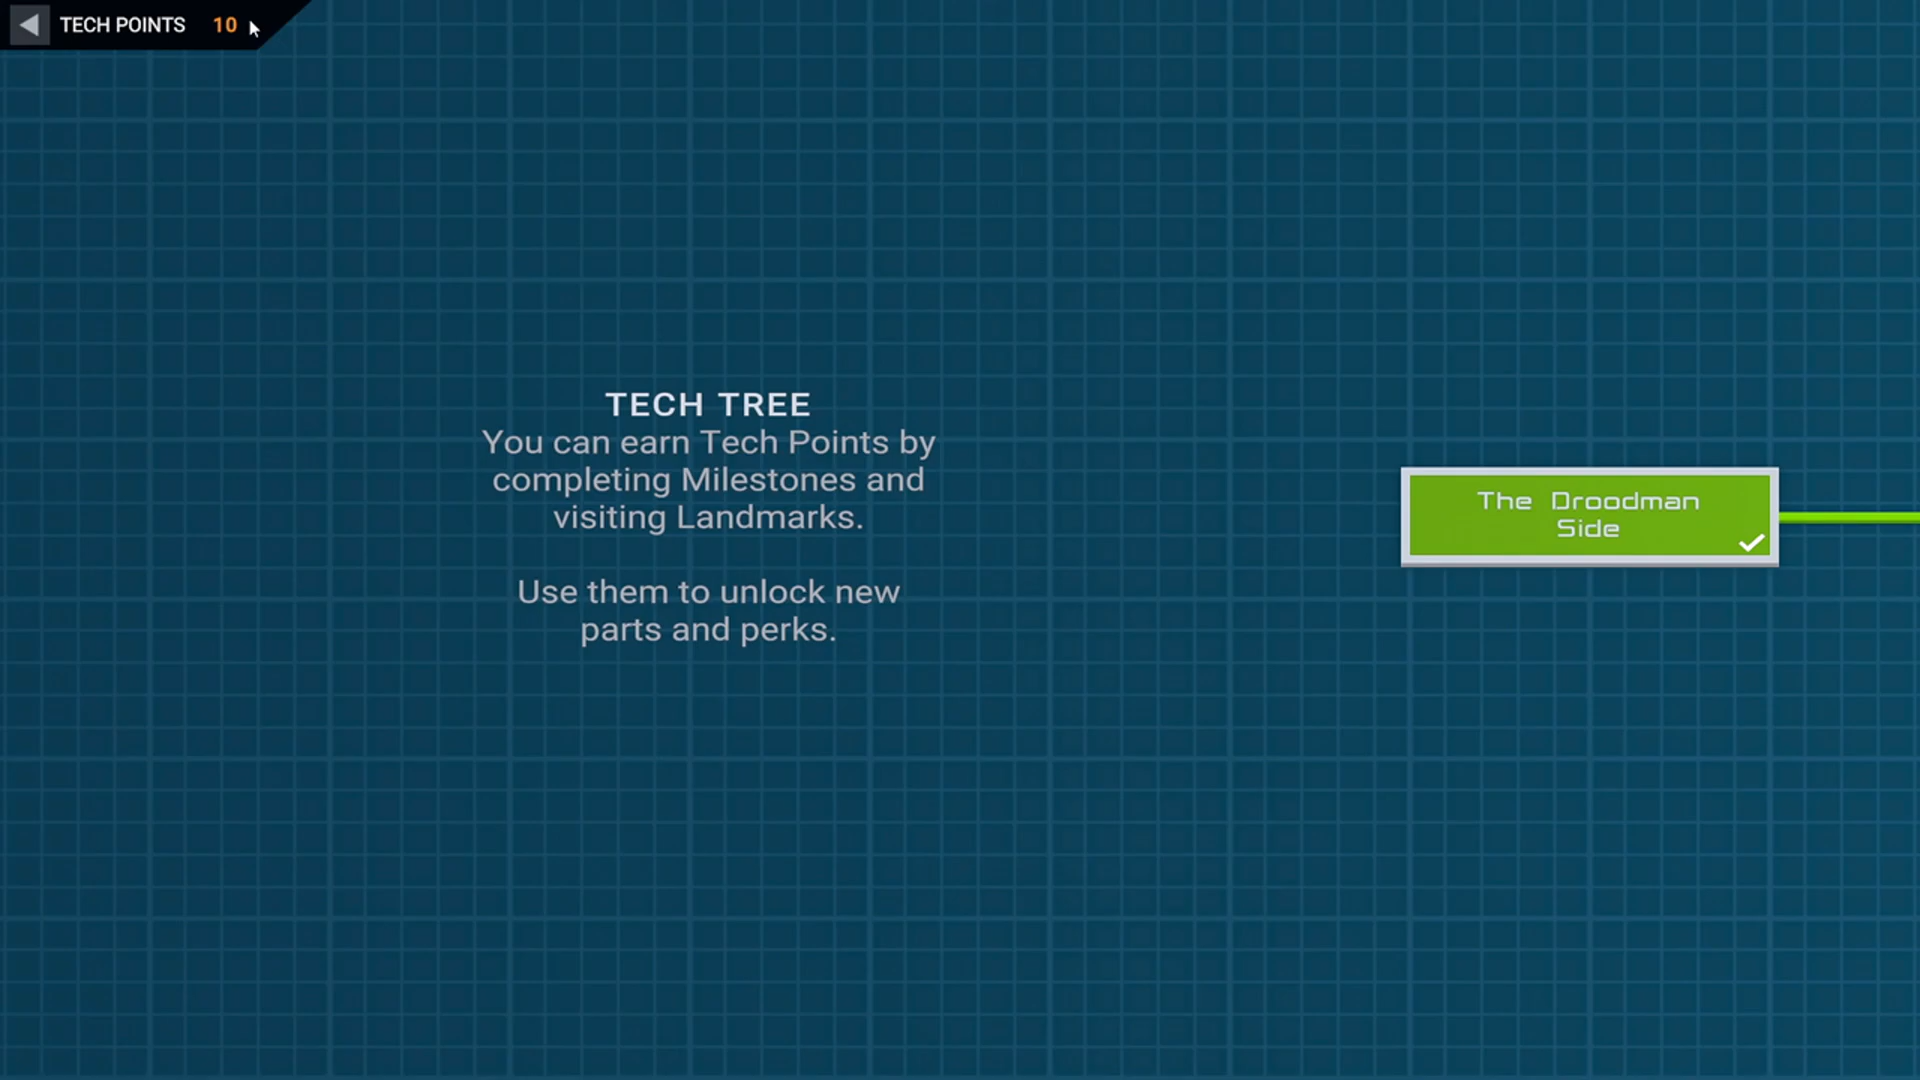 TECH POINTS 10
TECH TREE
You can earn Tech Points by
completing Milestones and
visiting Landmarks.
Use them to unlock new
parts and perks.
The Droodman
Side